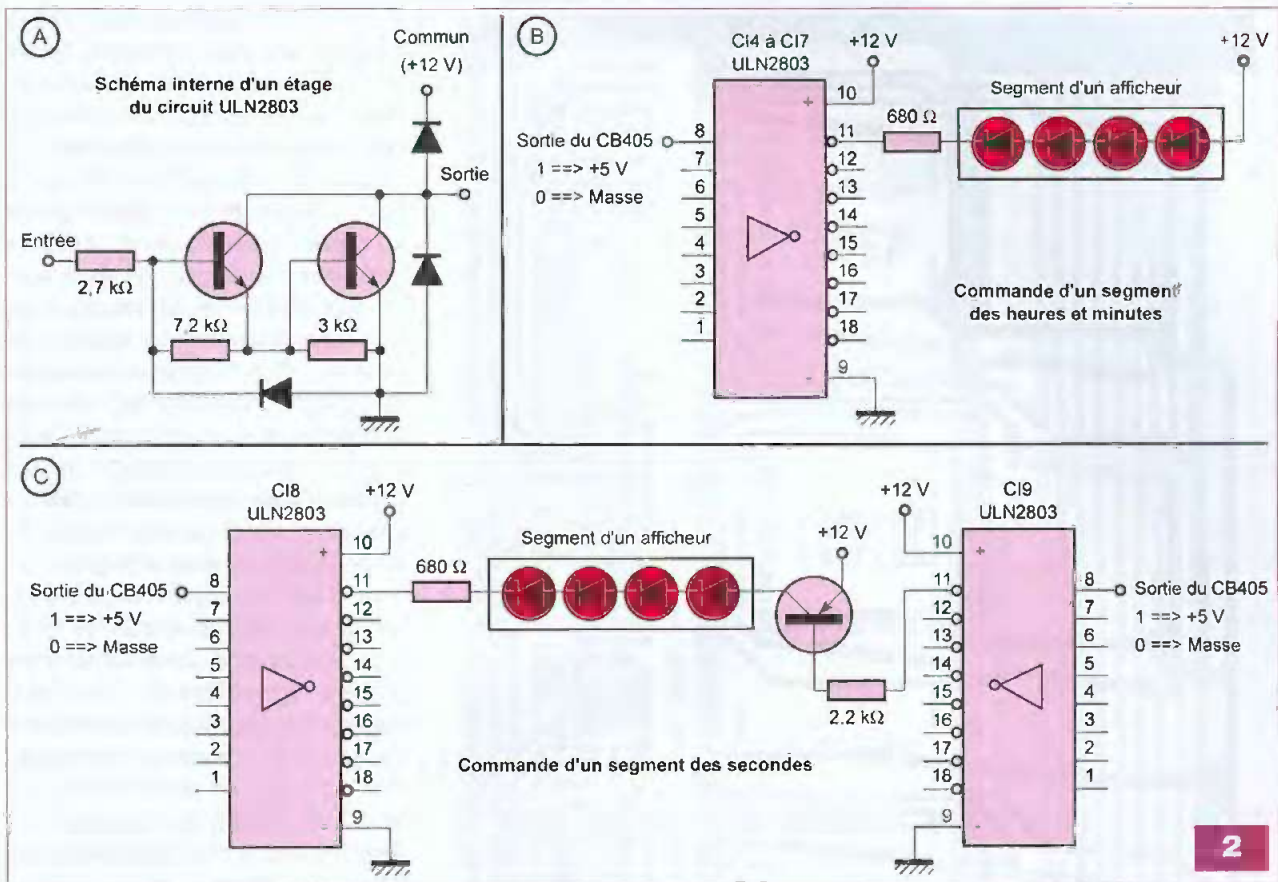 A
Schéma interne d'un étage
du circuit ULN2803
Commun
(+12 V)
Sortie
Entrée
2,7 kΩ
7,2 kΩ
3 kΩ
B
CI4 à CI7
ULN2803
+12 V
+12 V
Segment d'un afficheur
680 Ω
Sortie du CB405
1 ==> +5 V
0 ==> Masse
+
10
8
7
6
5
4
3
2
1
11
12
13
14
15
16
17
18
-
9
Commande d'un segment
des heures et minutes
C
CI8
ULN2803
+12 V
680 Ω
Segment d'un afficheur
+12 V
+12 V
CI9
ULN2803
Sortie du CB405
1 ==> +5 V
0 ==> Masse
+
10
8
7
6
5
4
3
2
1
11
12
13
14
15
16
17
18
-
9
2.2 kΩ
10
+
11
12
13
14
15
16
17
18
9
-
8
7
6
5
4
3
2
1
Sortie du CB405
1 ==> +5 V
0 ==> Masse
Commande d'un segment des secondes
2